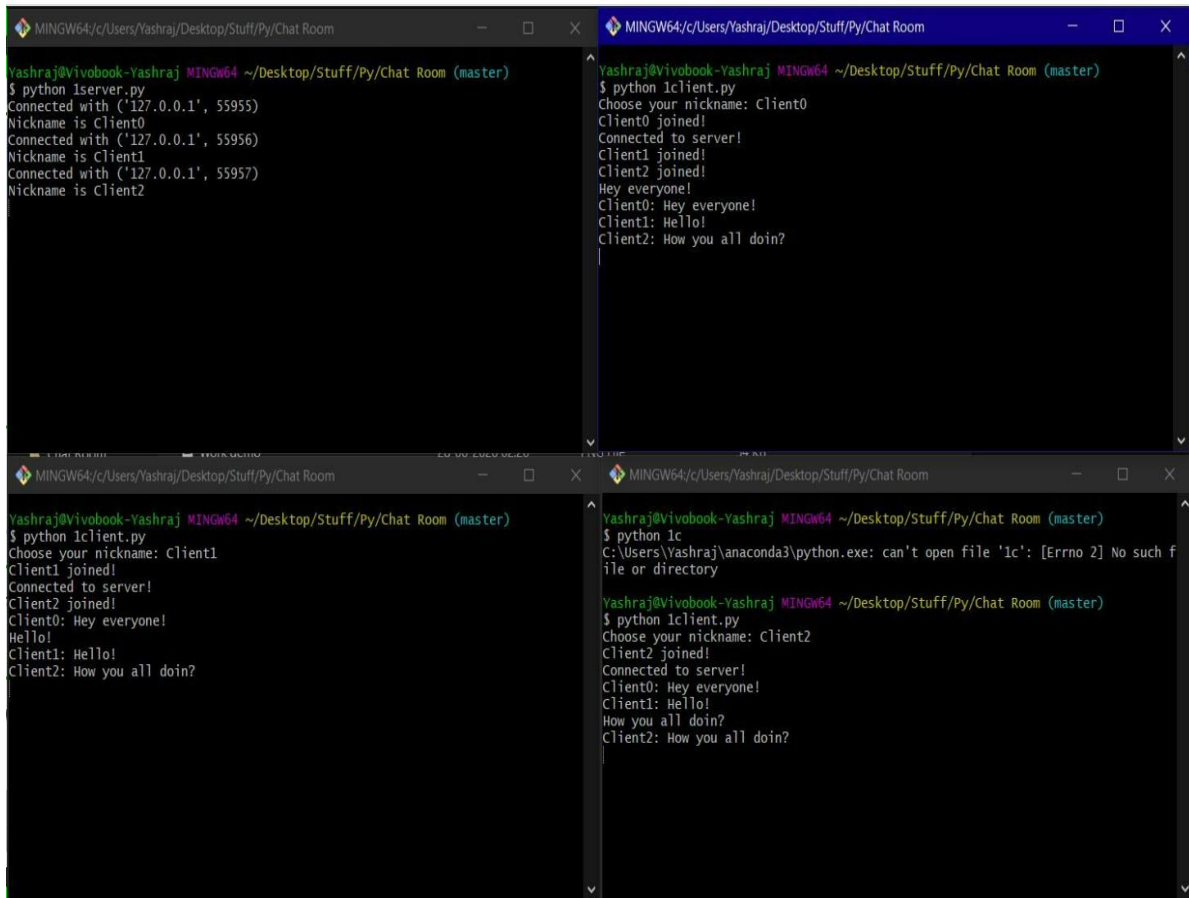 MINGW64:/c/Users/Yashraj/Desktop/Stuff/Py/Chat Room
Yashraj@Vivobook-Yashraj MINGW64 ~/Desktop/Stuff/Py/Chat Room (master)
$ python 1server.py
Connected with ('127.0.0.1', 55955)
Nickname is Client0
Connected with ('127.0.0.1', 55956)
Nickname is Client1
Connected with ('127.0.0.1', 55957)
Nickname is Client2
MINGW64:/c/Users/Yashraj/Desktop/Stuff/Py/Chat Room
Yashraj@Vivobook-Yashraj MINGW64 ~/Desktop/Stuff/Py/Chat Room (master)
$ python 1client.py
Choose your nickname: Client0
Client0 joined!
Connected to server!
Client1 joined!
Client2 joined!
Hey everyone!
Client0: Hey everyone!
Client1: Hello!
Client2: How you all doin?
MINGW64:/c/Users/Yashraj/Desktop/Stuff/Py/Chat Room
Yashraj@Vivobook-Yashraj MINGW64 ~/Desktop/Stuff/Py/Chat Room (master)
$ python 1client.py
Choose your nickname: Client1
Client1 joined!
Connected to server!
Client2 joined!
Client0: Hey everyone!
Hello!
Client1: Hello!
Client2: How you all doin?
MINGW64:/c/Users/Yashraj/Desktop/Stuff/Py/Chat Room
Yashraj@Vivobook-Yashraj MINGW64 ~/Desktop/Stuff/Py/Chat Room (master)
$ python 1c
C:\Users\Yashraj\anaconda3\python.exe: can't open file '1c': [Errno 2] No such f
ile or directory
Yashraj@Vivobook-Yashraj MINGW64 ~/Desktop/Stuff/Py/Chat Room (master)
$ python 1client.py
Choose your nickname: Client2
Client2 joined!
Connected to server!
Client0: Hey everyone!
Client1: Hello!
How you all doin?
Client2: How you all doin?